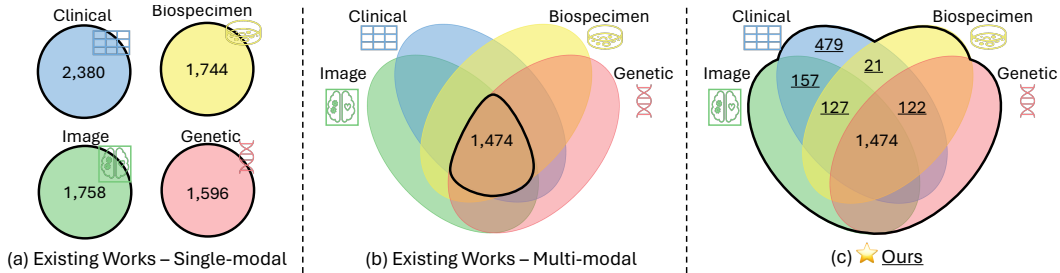 Clinical
Biospecimen
2,380
1,744
Image
Genetic
1,758
1,596
(a) Existing Works – Single-modal
Clinical
Biospecimen
Image
Genetic
1,474
(b) Existing Works – Multi-modal
Clinical
Biospecimen
479
21
Image
Genetic
157
127
122
1,474
(c) Ours